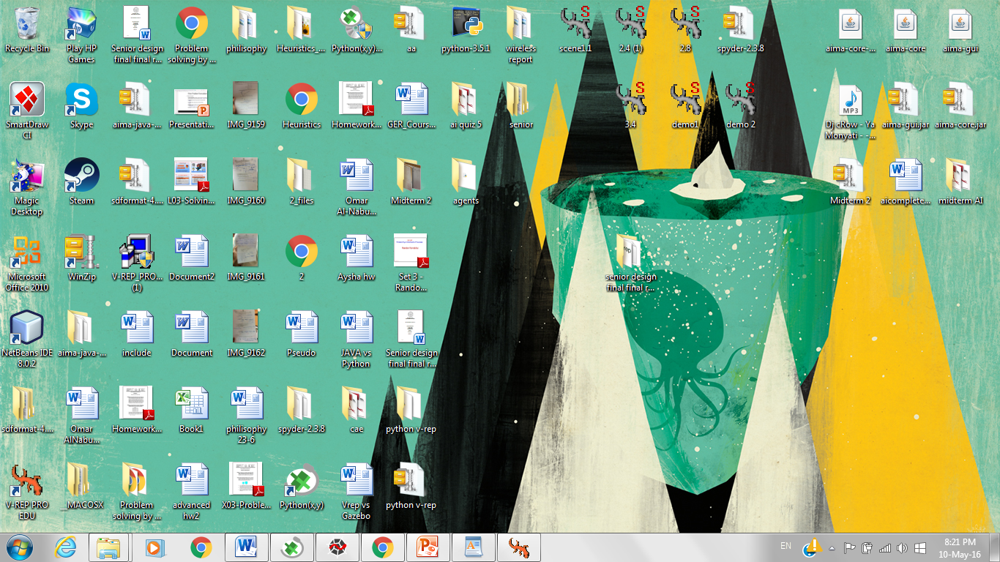 Recycle Bin
Play HP
Games
Senior design
final final r...
Problem
solving by ...
philisophy
Heuristics_...
Python(x,y)...
aa
python-3.5.1
wireless
report
scene1.1
2.4 (1)
2.8
spyder-2.3.8
aima-core-...
aima-core
aima-gui
SmartDraw
CI
Skype
aima-java-...
Presentati...
IMG_9159
Heuristics
Homework...
GER_Cours...
ai quiz 5
senior
3.4
demo1
demo 2
MP3
Dj cRow - Ya
Monyati - -...
aima-gui.jar
aima-core.jar
Magic
Desktop
Steam
sdformat-4....
L03-Solvin...
IMG_9160
2_files
Omar
Al-Nabu...
Midterm 2
agents
Midterm 2
aicomplete...
midterm AI
Microsoft
Office 2010
WinZip
V-REP_PRO...
(1)
Document2
IMG_9161
2
Aysha hw
Set 3 -
Rando...
rep
senior design
final final r...
NetBeans IDE
8.0.2
aima-java-...
include
Document
IMG_9162
Pseudo
JAVA vs
Python
Senior design
final final r...
sdformat-4....
Omar
AlNabu...
Homework...
Book1
philisophy
23-6
spyder-2.3.8
cae
python v-rep
V-REP PRO
EDU
__MACOSX
Problem
solving by ...
advanced
hw2
X03-Proble...
Python(x,y)
Vrep vs
Gazebo
python v-rep
EN
8:21 PM
10-May-16